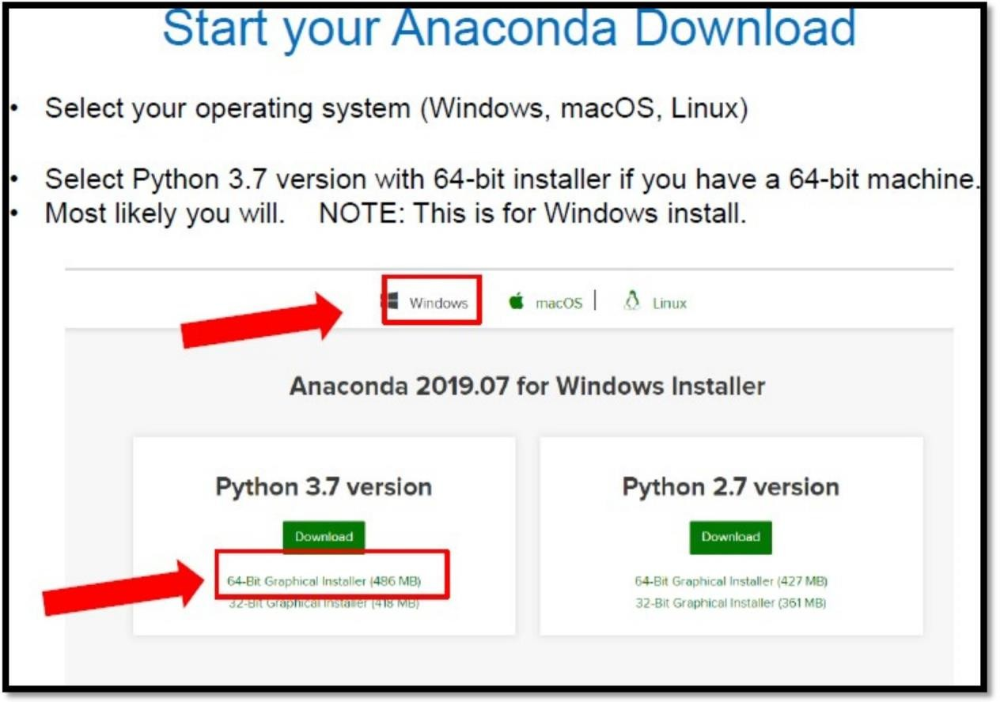 Start your Anaconda Download
• Select your operating system (Windows, macOS, Linux)
• Select Python 3.7 version with 64-bit installer if you have a 64-bit machine.
• Most likely you will. NOTE: This is for Windows install.
Windows macOS Linux
Anaconda 2019.07 for Windows Installer
Python 3.7 version
Download
64-Bit Graphical Installer (486 MB)
32-Bit Graphical Installer (418 MB)
Python 2.7 version
Download
64-Bit Graphical Installer (427 MB)
32-Bit Graphical Installer (361 MB)